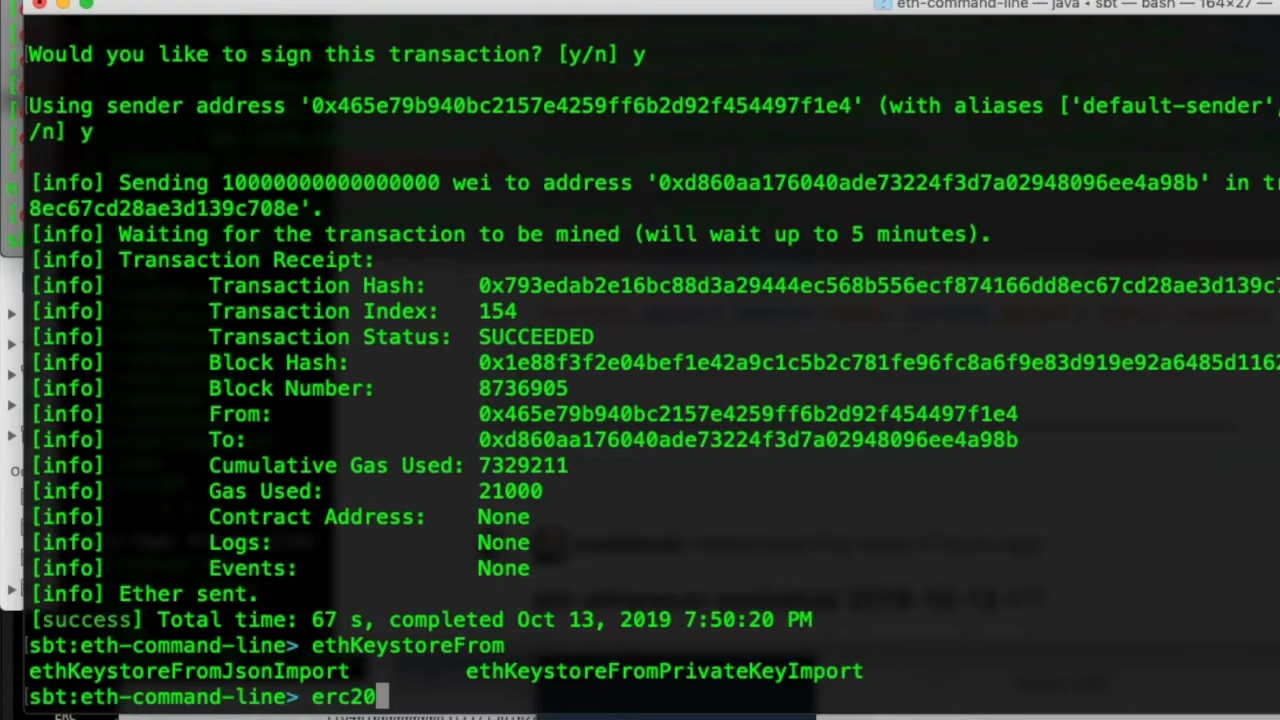 eth-command-line — java • sbt — bash — 164×27 —
Would you like to sign this transaction? [y/n] y
Using sender address '0x465e79b940bc2157e4259ff6b2d92f454497f1e4' (with aliases ['default-sender'
/n] y
[info] Sending 10000000000000000 wei to address '0xd860aa176040ade73224f3d7a02948096ee4a98b' in tr
8ec67cd28ae3d139c708e'.
[info] Waiting for the transaction to be mined (will wait up to 5 minutes).
[info] Transaction Receipt:
[info] Transaction Hash: 0x793edab2e16bc88d3a29444ec568b556ecf874166dd8ec67cd28ae3d139c7
[info] Transaction Index: 154
[info] Transaction Status: SUCCEEDED
[info] Block Hash: 0x1e88f3f2e04bef1e42a9c1c5b2c781fe96fc8a6f9e83d919e92a6485d1162
[info] Block Number: 8736905
[info] From: 0x465e79b940bc2157e4259ff6b2d92f454497f1e4
[info] To: 0xd860aa176040ade73224f3d7a02948096ee4a98b
[info] Cumulative Gas Used: 7329211
[info] Gas Used: 21000
[info] Contract Address: None
[info] Logs: None
[info] Events: None
[info] Ether sent.
[success] Total time: 67 s, completed Oct 13, 2019 7:50:20 PM
sbt:eth-command-line> ethKeystoreFrom
ethKeystoreFromJsonImport ethKeystoreFromPrivateKeyImport
sbt:eth-command-line> erc20